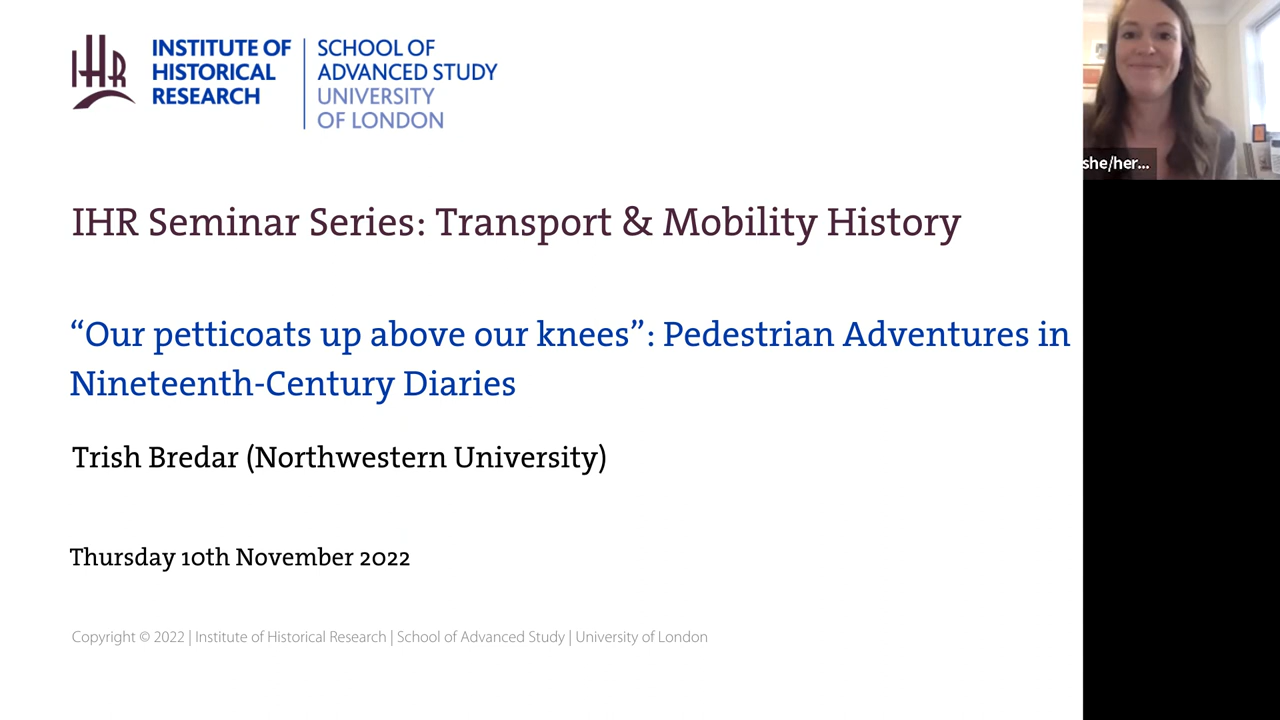 IHR
INSTITUTE OF
HISTORICAL
RESEARCH
SCHOOL OF
ADVANCED STUDY
UNIVERSITY
OF LONDON
she/her...
IHR Seminar Series: Transport & Mobility History
“Our petticoats up above our knees”: Pedestrian Adventures in
Nineteenth-Century Diaries
Trish Bredar (Northwestern University)
Thursday 10th November 2022
Copyright © 2022 | Institute of Historical Research | School of Advanced Study | University of London